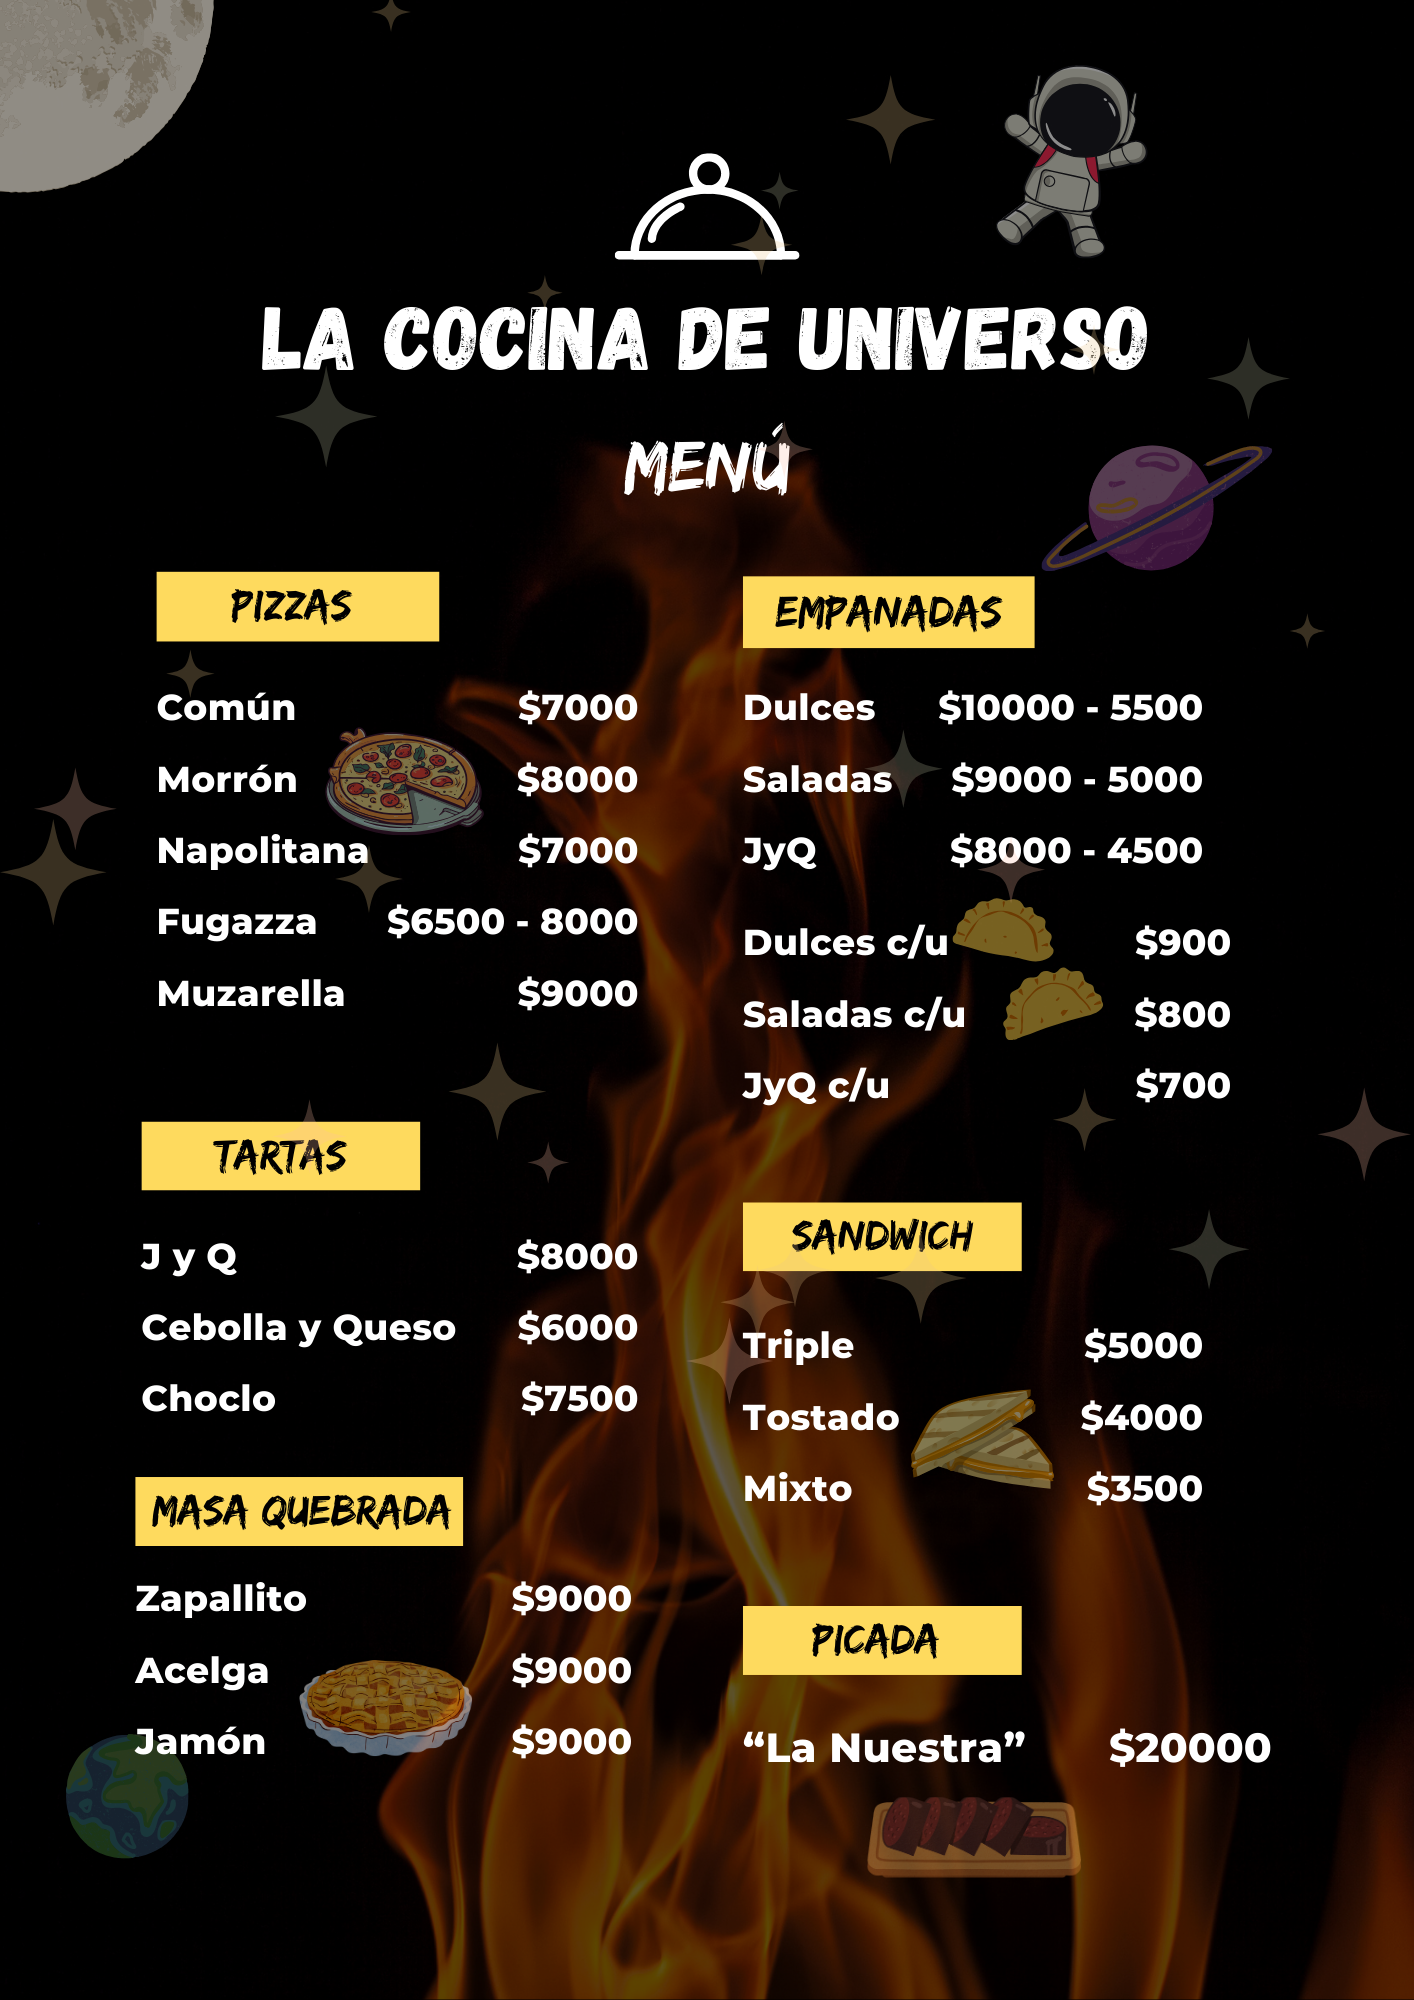 LA COCINA DE UNIVERSO
MENÚ
PIZZAS
Común $7000
Morrón $8000
Napolitana $7000
Fugazza $6500 - 8000
Muzarella $9000
TARTAS
J y Q $8000
Cebolla y Queso $6000
Choclo $7500
MASA QUEBRADA
Zapallito $9000
Acelga $9000
Jamón $9000
EMPANADAS
Dulces $10000 - 5500
Saladas $9000 - 5000
JyQ $8000 - 4500
Dulces c/u $900
Saladas c/u $800
JyQ c/u $700
SANDWICH
Triple $5000
Tostado $4000
Mixto $3500
PICADA
“La Nuestra” $20000